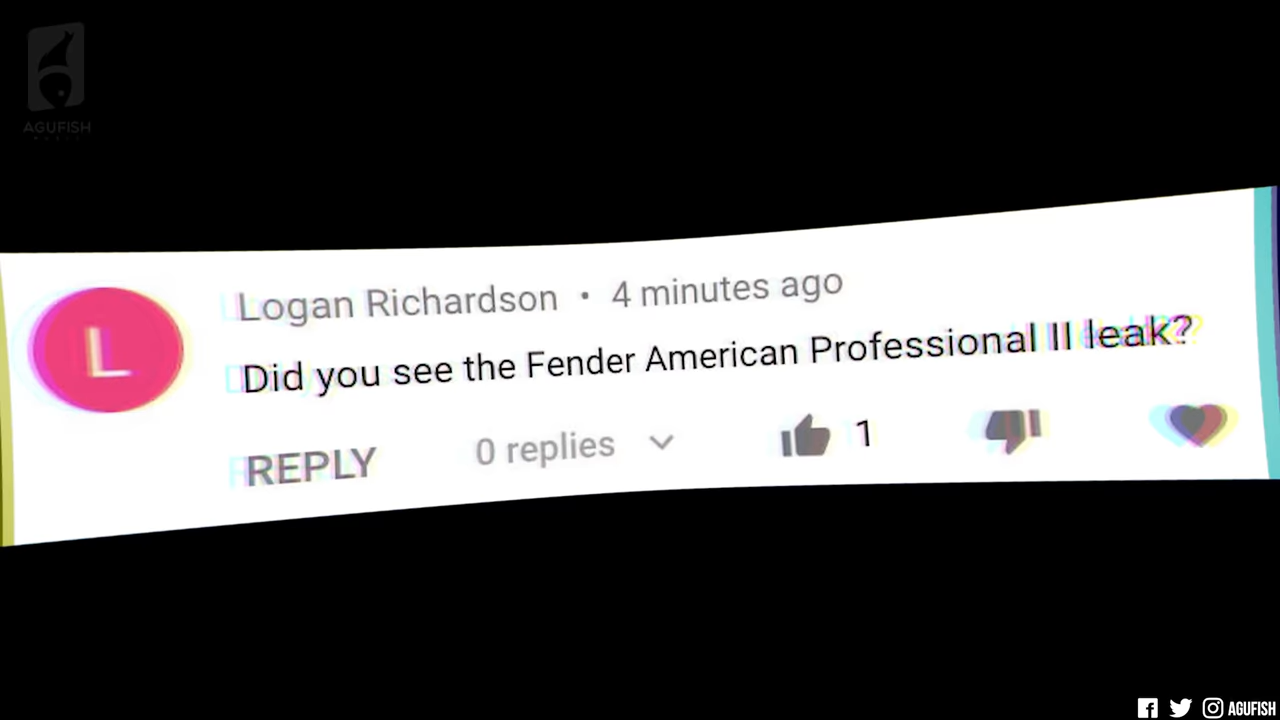 AGUFISH
L
Logan Richardson • 4 minutes ago
Did you see the Fender American Professional II leak?
REPLY 0 replies 1
AGUFISH